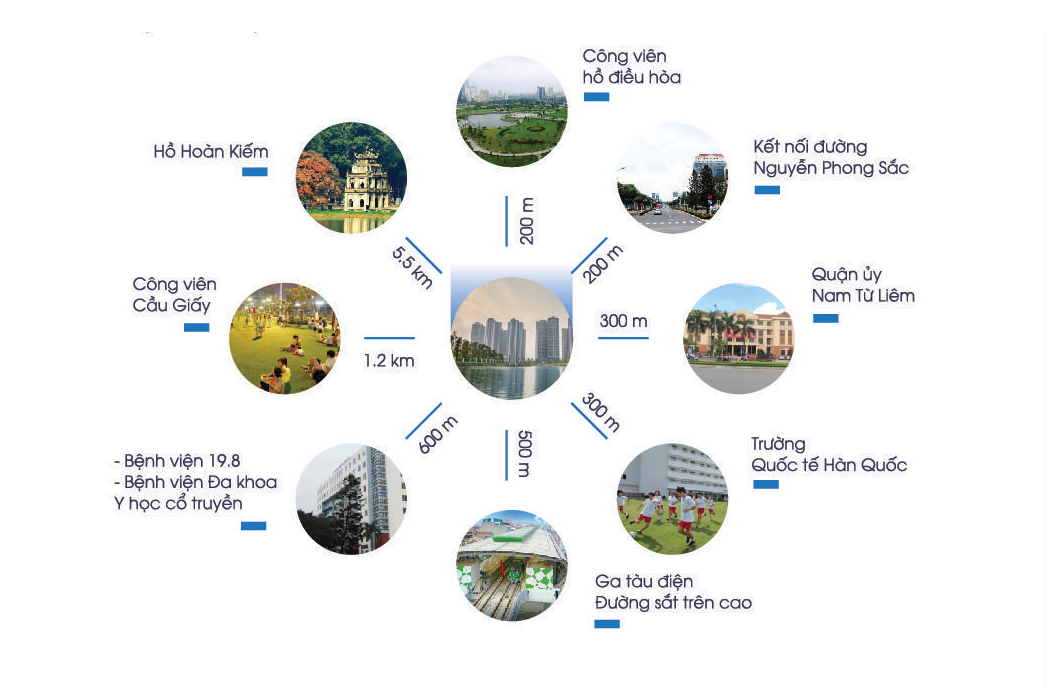 Công viên
hồ điều hòa
Hồ Hoàn Kiếm
Kết nối đường
Nguyễn Phong Sắc
200 m
200 m
5.5 km
Công viên
Cầu Giấy
Quận ủy
Nam Từ Liêm
300 m
1.2 km
300 m
600 m
500 m
- Bệnh viện 19.8
- Bệnh viện Đa khoa
Y học cổ truyền
Trường
Quốc tế Hàn Quốc
Ga tàu điện
Đường sắt trên cao